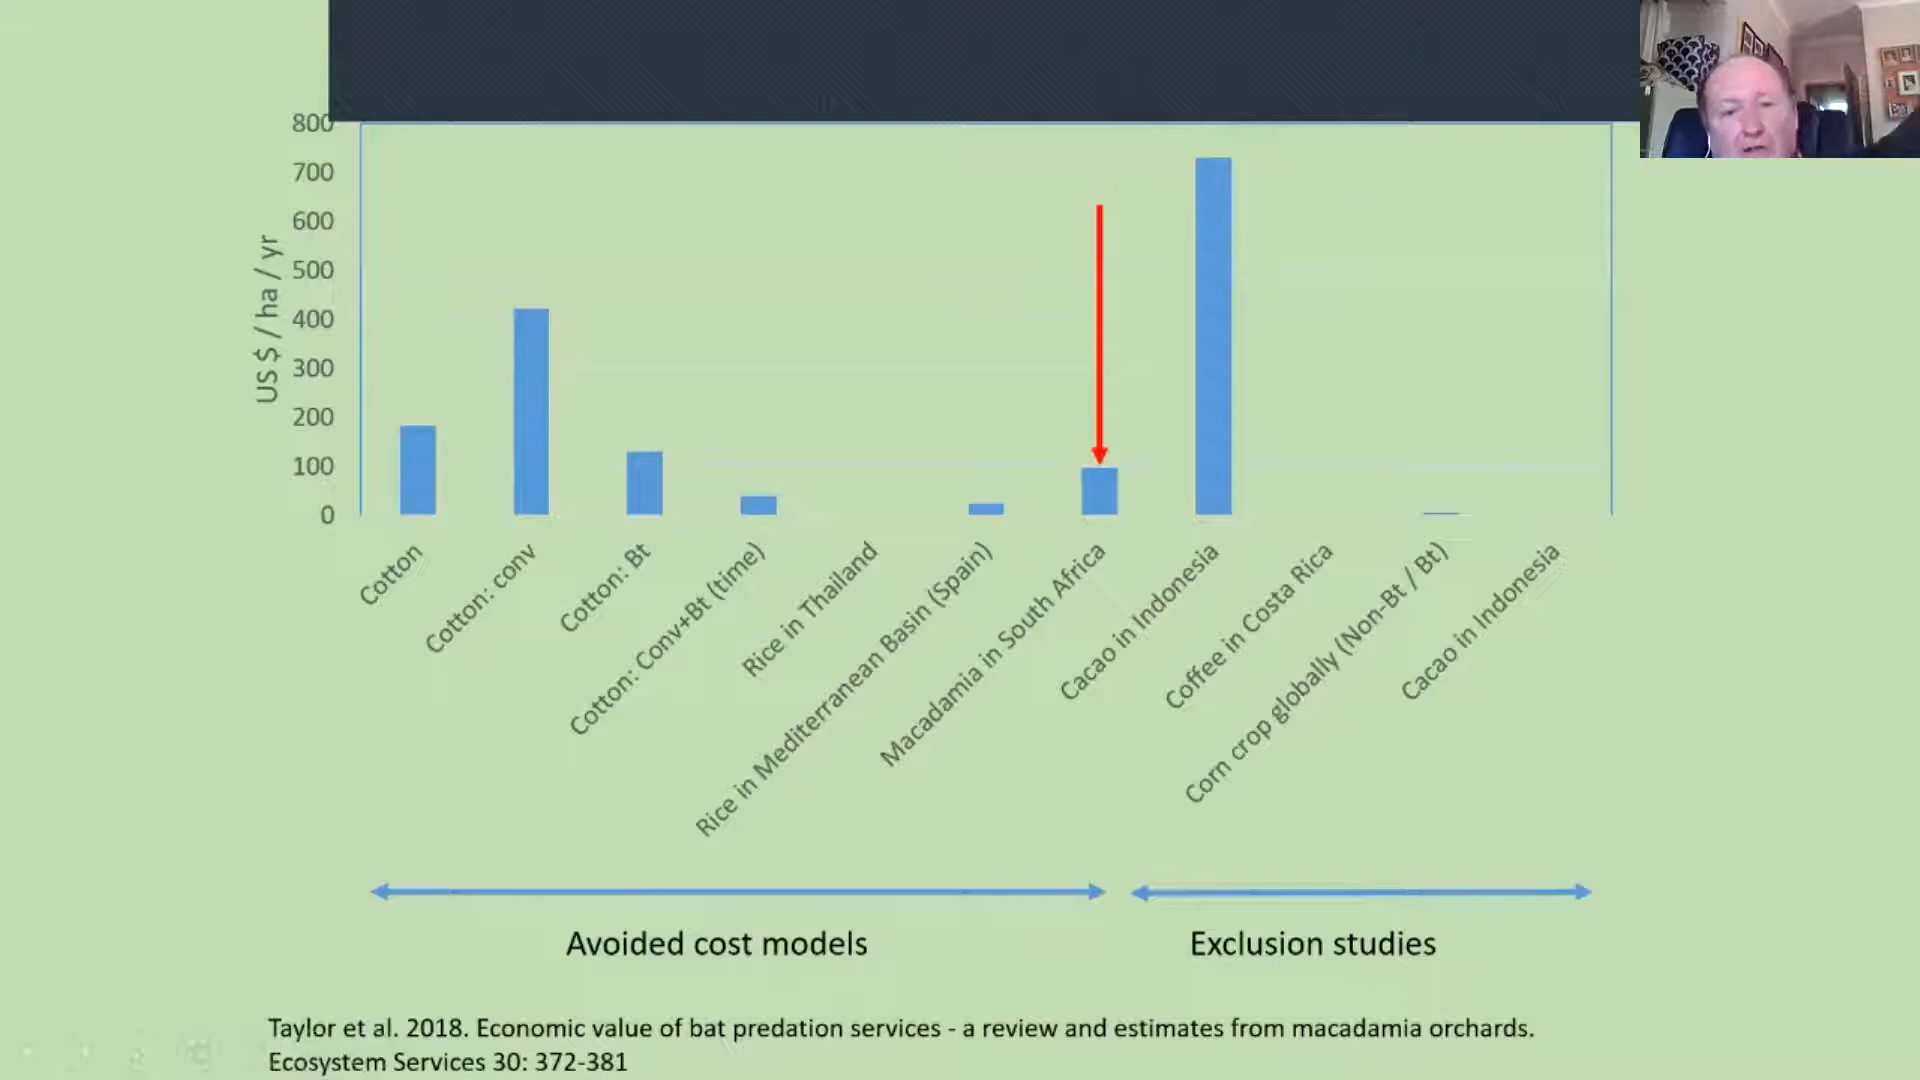 800
700
600
500
400
300
200
100
0
US $ / ha / yr
Cotton
Cotton: conv
Cotton: Bt
Cotton: Conv+Bt (time)
Rice in Thailand
Rice in Mediterranean Basin (Spain)
Macadamia in South Africa
Cacao in Indonesia
Coffee in Costa Rica
Corn crop globally (Non-Bt / Bt)
Cacao in Indonesia
Avoided cost models
Exclusion studies
Taylor et al. 2018. Economic value of bat predation services - a review and estimates from macadamia orchards.
Ecosystem Services 30: 372-381